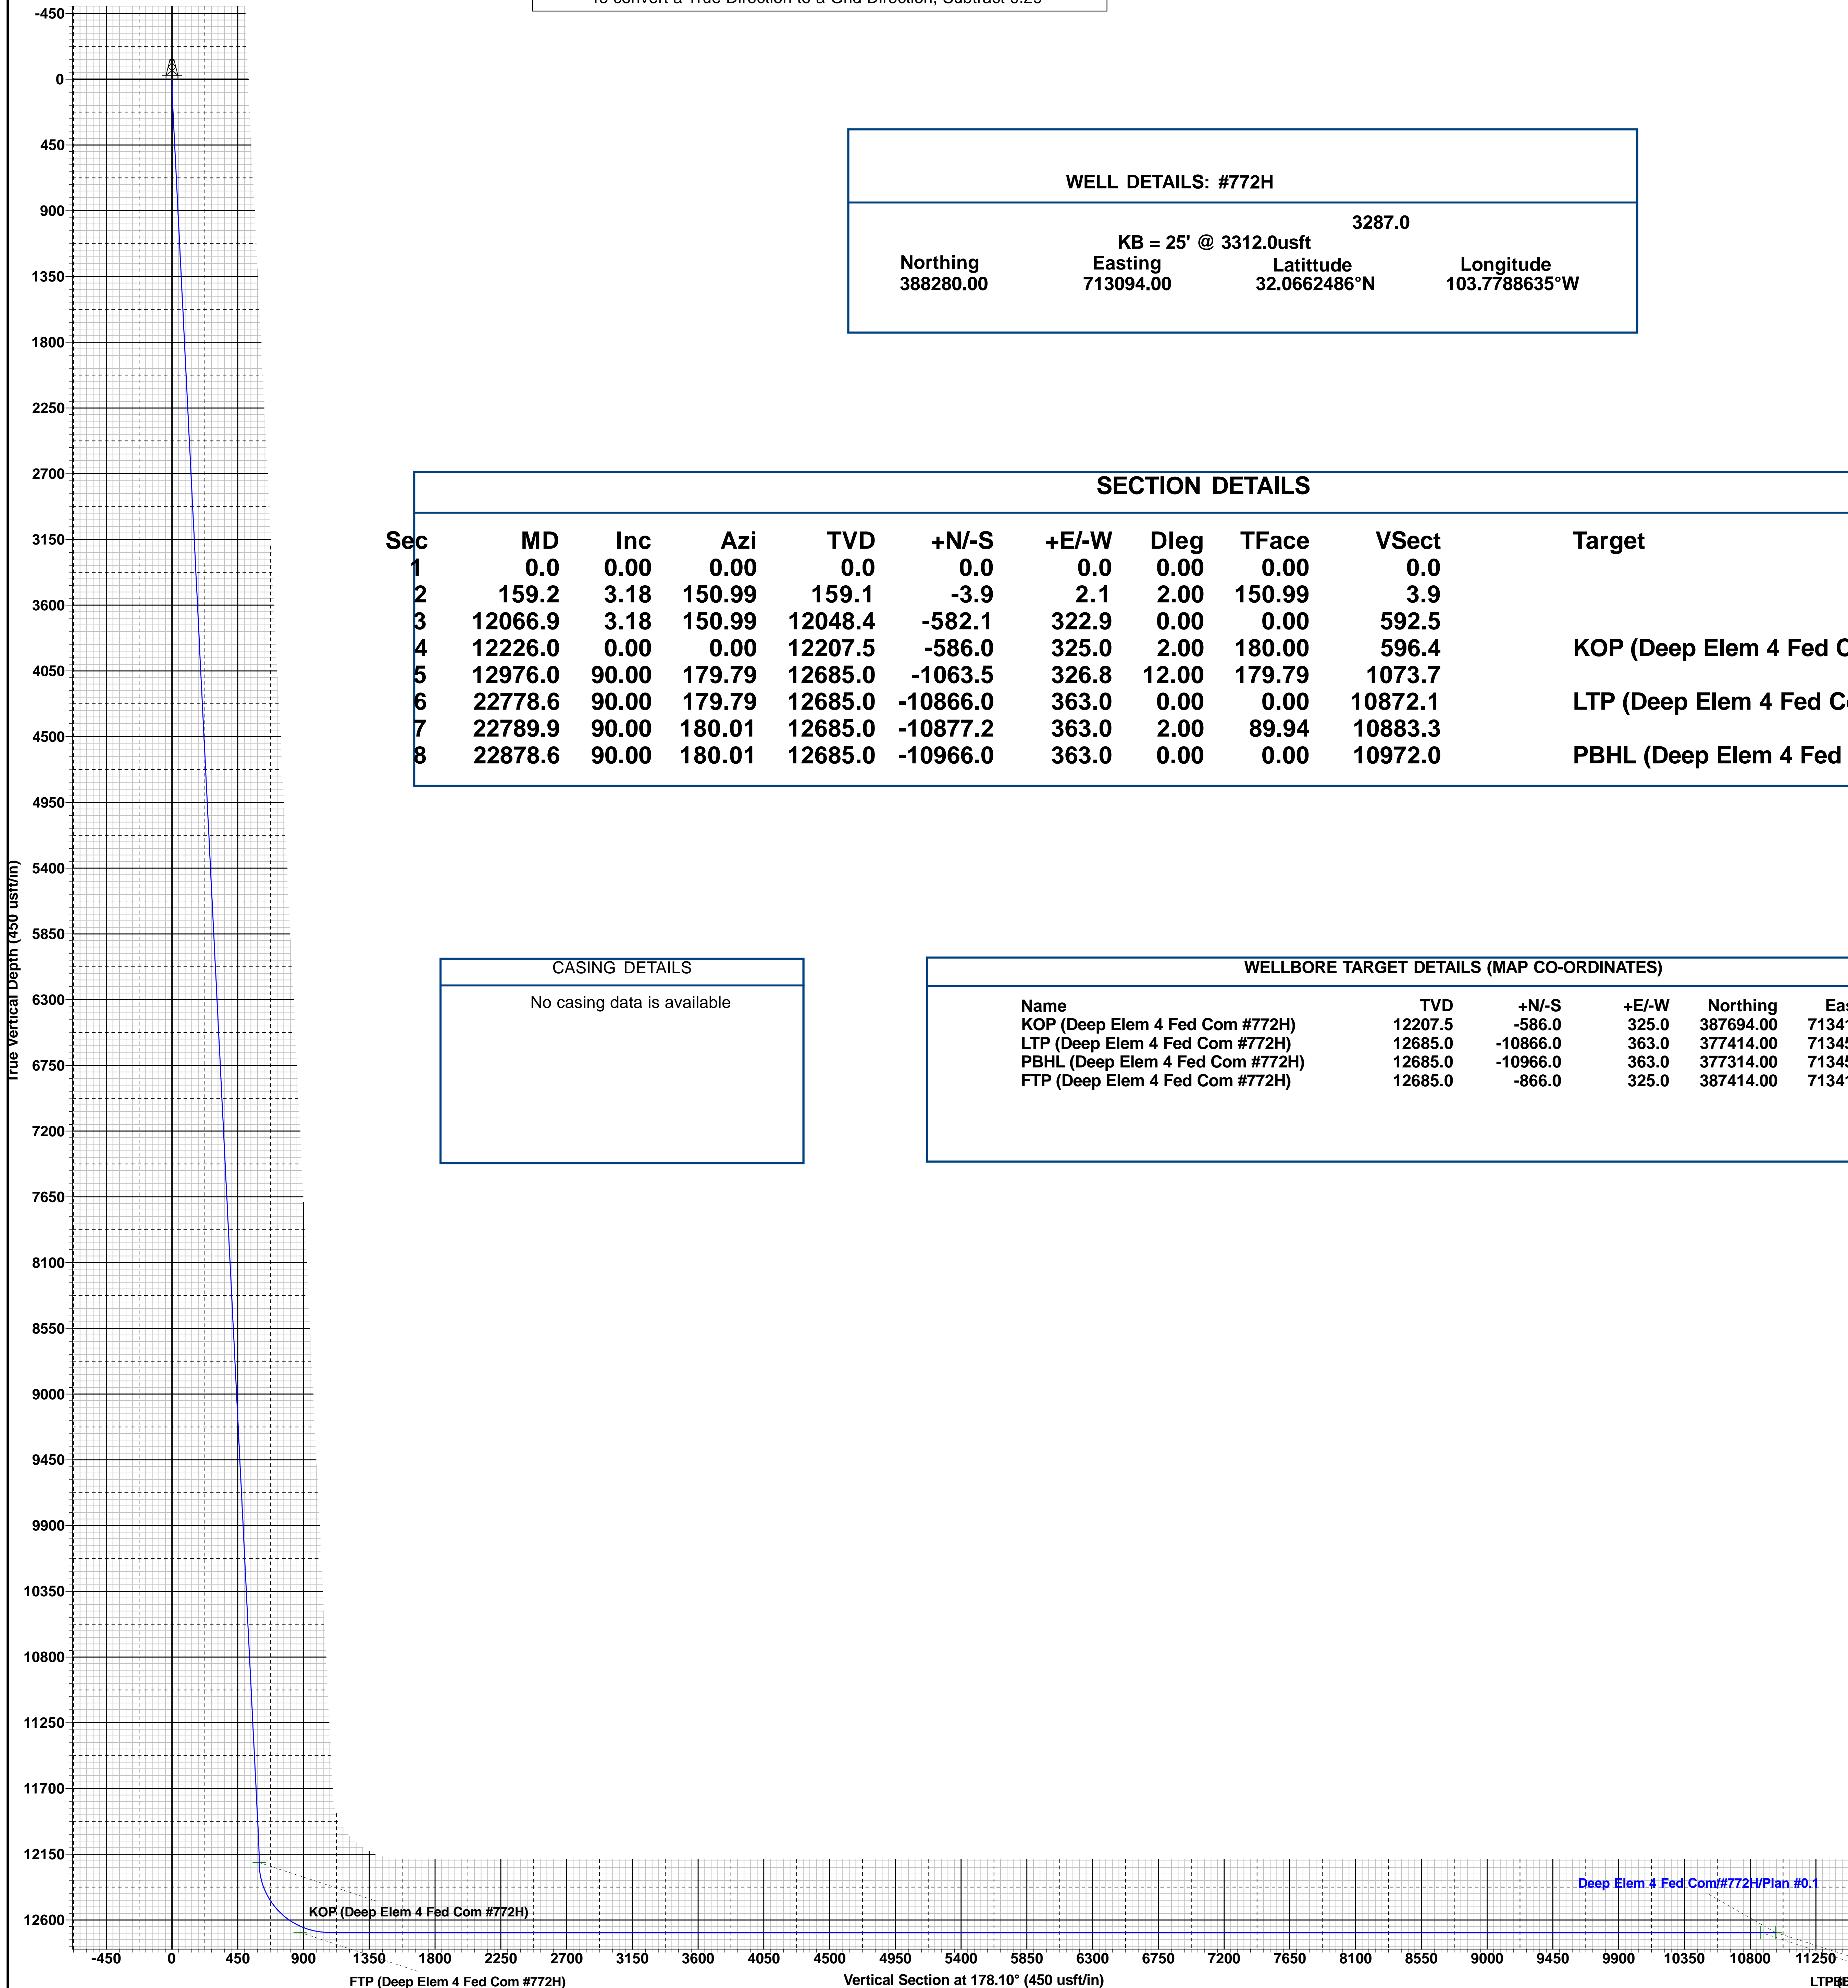 To convert a True Direction to a Grid Direction, Subtract
WELL DETAILS: #772H
3287.0
KB = 25' @ 3312.0usft
Northing Easting Latittude Longitude
388280.00 713094.00 32.0662486°N 103.7788635°W
SECTION DETAILS
Sec MD Inc Azi TVD +N/-S +E/-W Dleg TFace VSect Target
1 0.0 0.00 0.00 0.0 0.0 0.0 0.00 0.00 0.0
2 159.2 3.18 150.99 159.1 -3.9 2.1 2.00 150.99 3.9
3 12066.9 3.18 150.99 12048.4 -582.1 322.9 0.00 0.00 592.5
4 12226.0 0.00 0.00 12207.5 -586.0 325.0 2.00 180.00 596.4 KOP (Deep Elem 4 Fed
5 12976.0 90.00 179.79 12685.0 -1063.5 326.8 12.00 179.79 1073.7
6 22778.6 90.00 179.79 12685.0 -10866.0 363.0 0.00 0.00 10872.1 LTP (Deep Elem 4 Fed
7 22789.9 90.00 180.01 12685.0 -10877.2 363.0 2.00 89.94 10883.3
8 22878.6 90.00 180.01 12685.0 -10966.0 363.0 0.00 0.00 10972.0 PBHL (Deep Elem 4 Fed
CASING DETAILS
No casing data is available
WELLBORE TARGET DETAILS (MAP CO-ORDINATES)
Name TVD +N/-S +E/-W Northing
KOP (Deep Elem 4 Fed Com #772H) 12207.5 -586.0 325.0 387694.00
LTP (Deep Elem 4 Fed Com #772H) 12685.0 -10866.0 363.0 377414.00
PBHL (Deep Elem 4 Fed Com #772H) 12685.0 -10966.0 363.0 377314.00
FTP (Deep Elem 4 Fed Com #772H) 12685.0 -866.0 325.0 387414.00
True Vertical Depth (450 usft/in)
-450
0
450
900
1350
1800
2250
2700
3150
3600
4050
4500
4950
5400
5850
6300
6750
7200
7650
8100
8550
9000
9450
9900
10350
10800
11250
11700
12150
12600
Deep Elem 4 Fed Com/#772H/Plan #0.1
KOP (Deep Elem 4 Fed Com #772H)
-450 0 450 900 1350 1800 2250 2700 3150 3600 4050 4500 4950 5400 5850 6300 6750 7200 7650 8100 8550 9000 9450 9900 10350 10800 11250
FTP (Deep Elem 4 Fed Com #772H)
Vertical Section at 178.10° (450 usft/in)